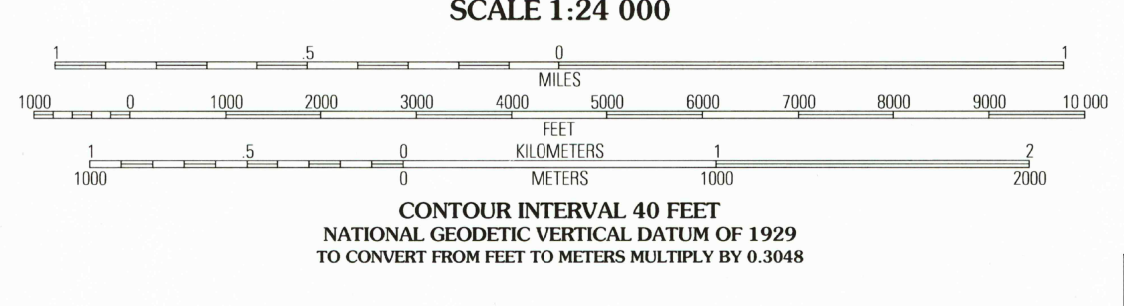 SCALE 1:24 000
1 .5 0 1
MILES
1000 0 1000 2000 3000 4000 5000 6000 7000 8000 9000 10 000
FEET
1 .5 0 KILOMETERS 1 2
1000 0 METERS 1000 2000
CONTOUR INTERVAL 40 FEET
NATIONAL GEODETIC VERTICAL DATUM OF 1929
TO CONVERT FROM FEET TO METERS MULTIPLY BY 0.3048